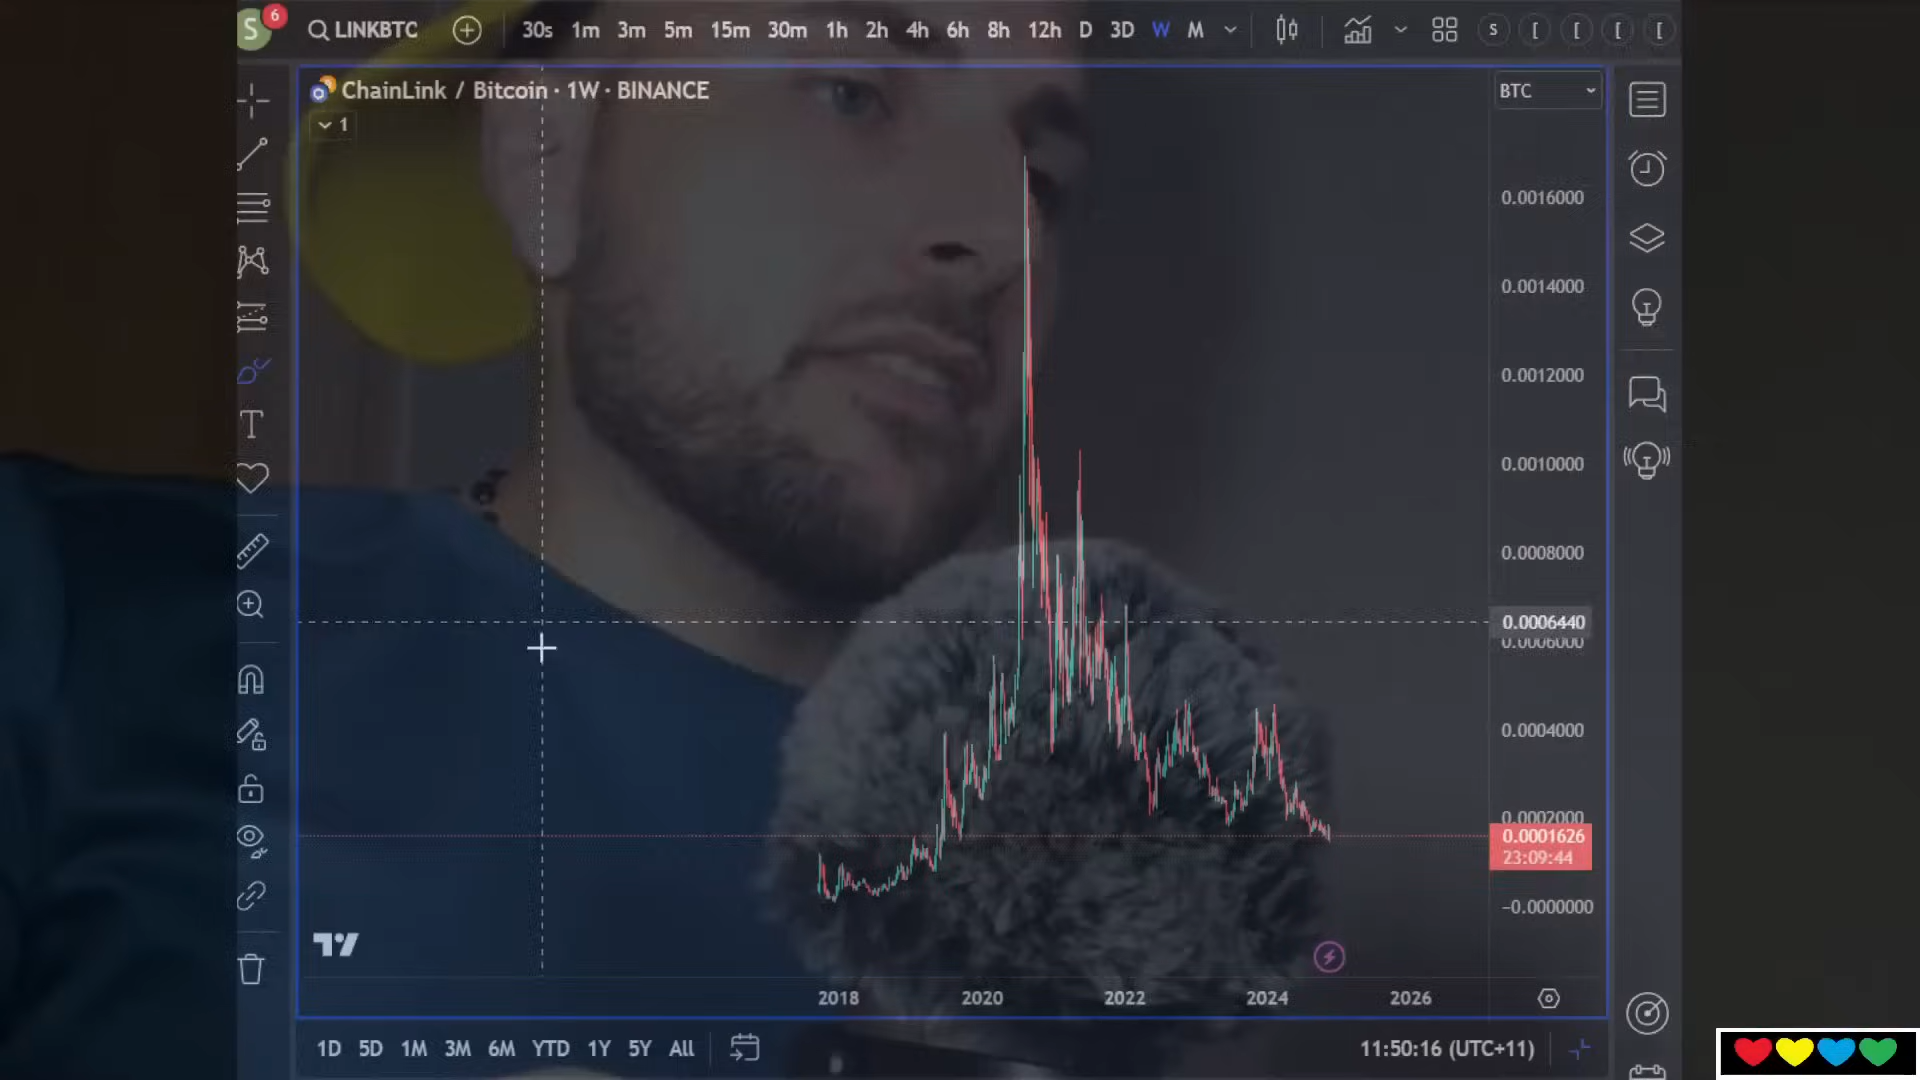 S
6
LINKBTC
30s 1m 3m 5m 15m 30m 1h 2h 4h 6h 8h 12h D 3D W M
S [ [ [ [
ChainLink / Bitcoin · 1W · BINANCE
BTC
1
0.0016000
0.0014000
0.0012000
0.0010000
0.0008000
0.0006440
0.0006000
0.0004000
0.0002000
0.0001626
23:09:44
−0.0000000
2018 2020 2022 2024 2026
1D 5D 1M 3M 6M YTD 1Y 5Y All
11:50:16 (UTC+11)